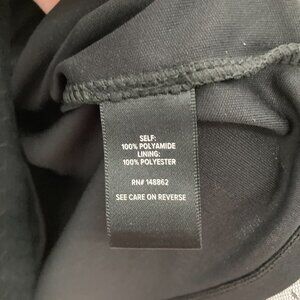 SELF:
100% POLYAMIDE
LINING:
100% POLYESTER
RN# 148862
SEE CARE ON REVERSE